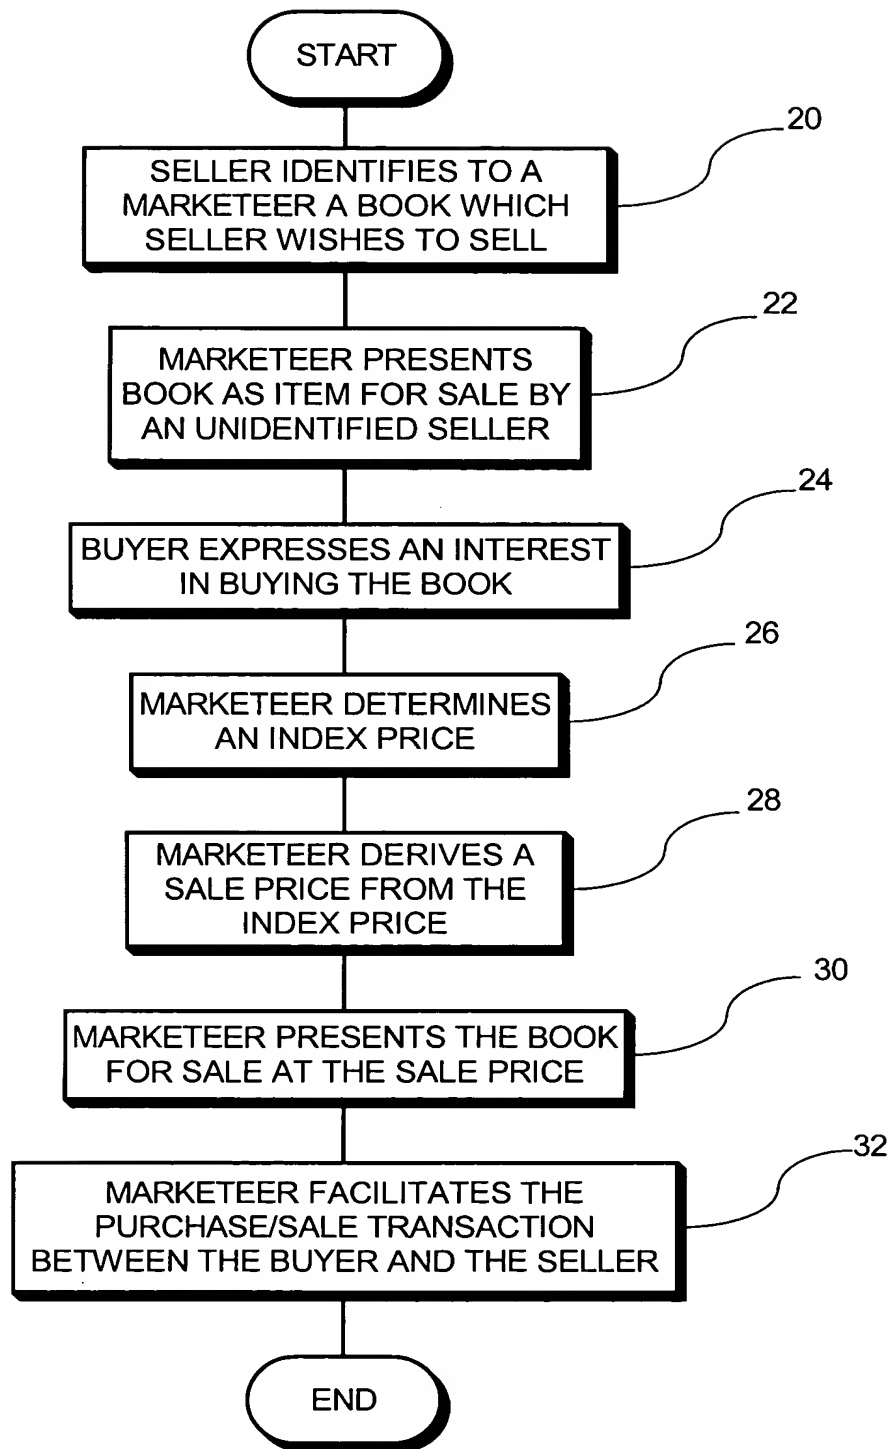 START
20
SELLER IDENTIFIES TO A
MARKETEER A BOOK WHICH
SELLER WISHES TO SELL
22
MARKETEER PRESENTS
BOOK AS ITEM FOR SALE BY
AN UNIDENTIFIED SELLER
24
BUYER EXPRESSES AN INTEREST
IN BUYING THE BOOK
26
MARKETEER DETERMINES
AN INDEX PRICE
28
MARKETEER DERIVES A
SALE PRICE FROM THE
INDEX PRICE
30
MARKETEER PRESENTS THE BOOK
FOR SALE AT THE SALE PRICE
32
MARKETEER FACILITATES THE
PURCHASE/SALE TRANSACTION
BETWEEN THE BUYER AND THE SELLER
END